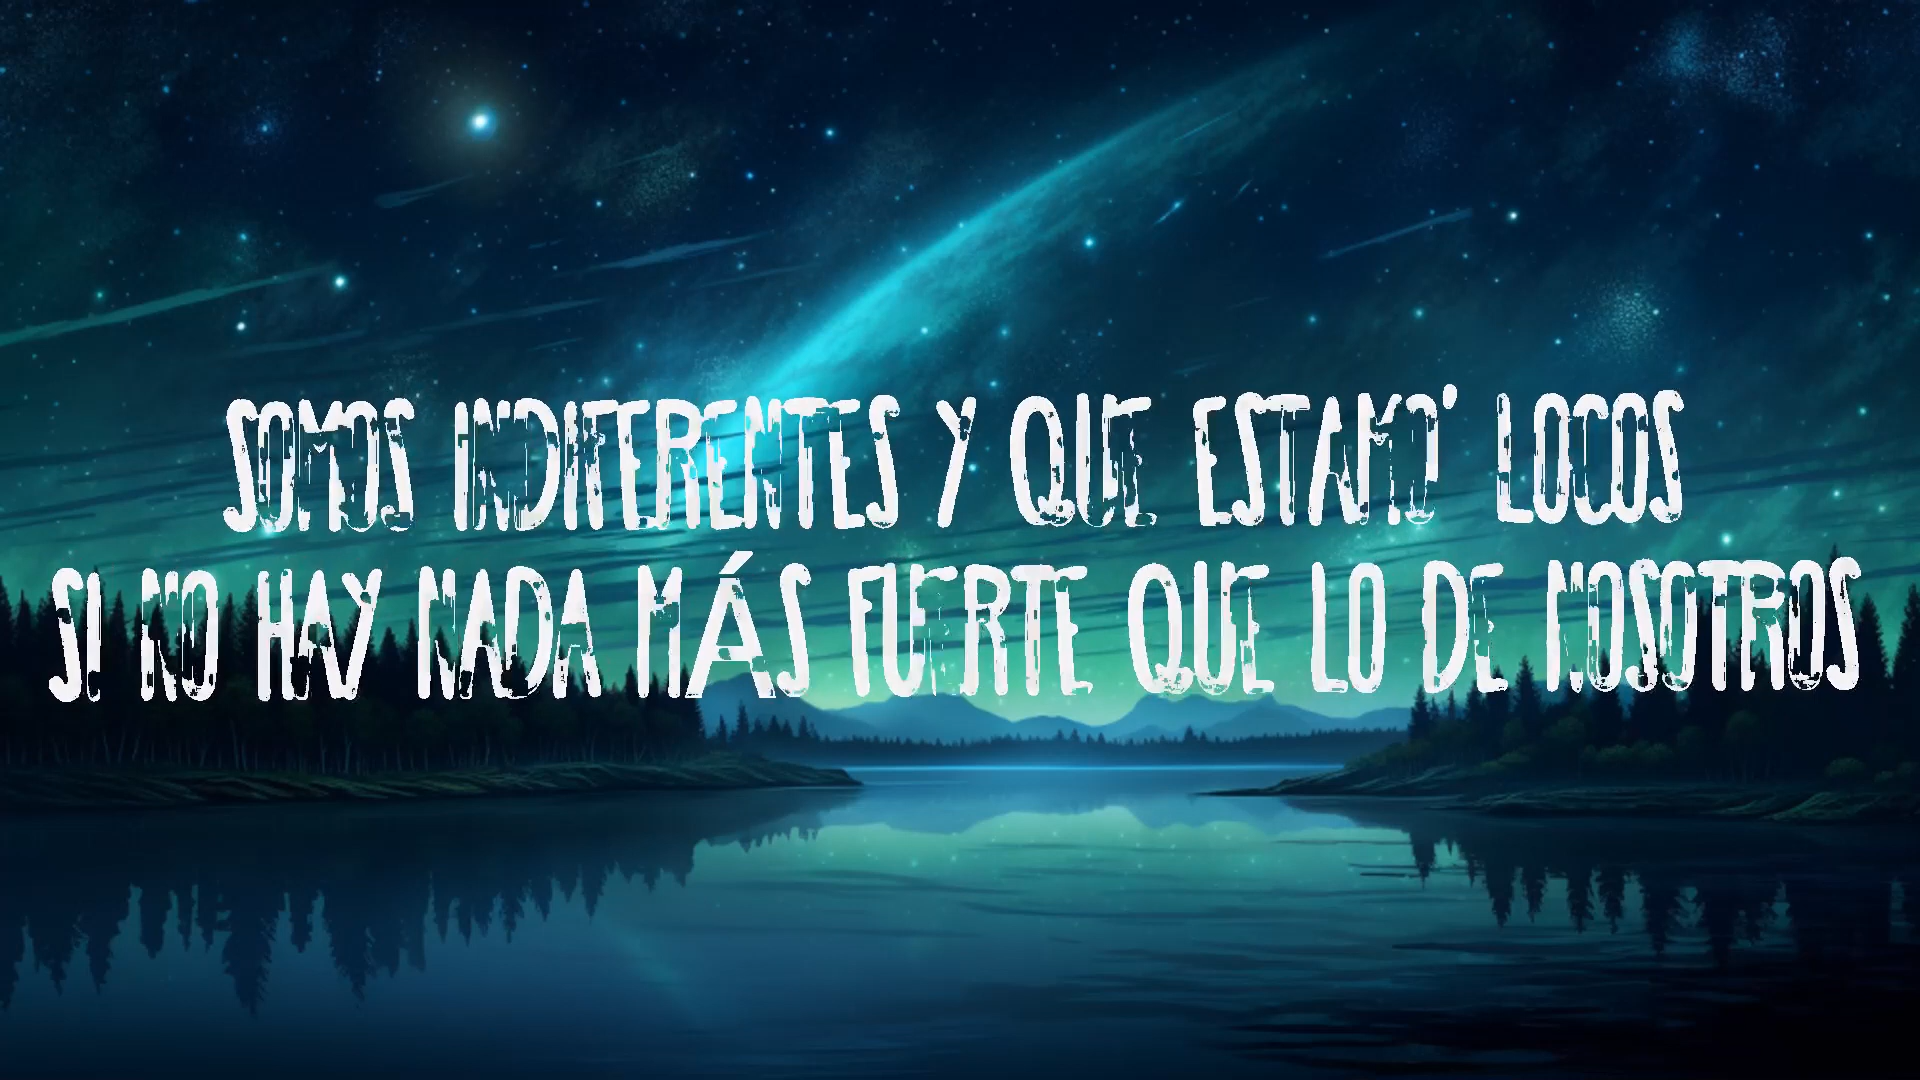 SOMOS INDIFERENTES Y QUE ESTAMO' LOCOS
SI NO HAY NADA MÁS FUERTE QUE LO DE NOSOTROS